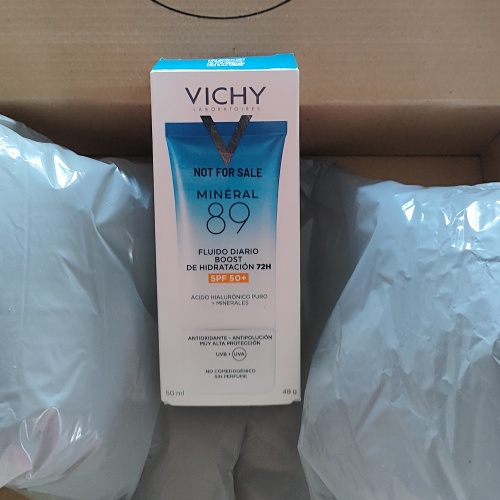 VICHY
LABORATOIRES
NOT FOR SALE
MINÉRAL
89
FLUIDO DIARIO
BOOST
DE HIDRATACIÓN 72H
SPF 50+
ÁCIDO HIALURÓNICO PURO
+ MINERALES
ANTIOXIDANTE - ANTIPOLUCIÓN
MUY ALTA PROTECCIÓN
UVB + UVA
NO COMEDOGÉNICO
SIN PERFUME
50 ml 48 g